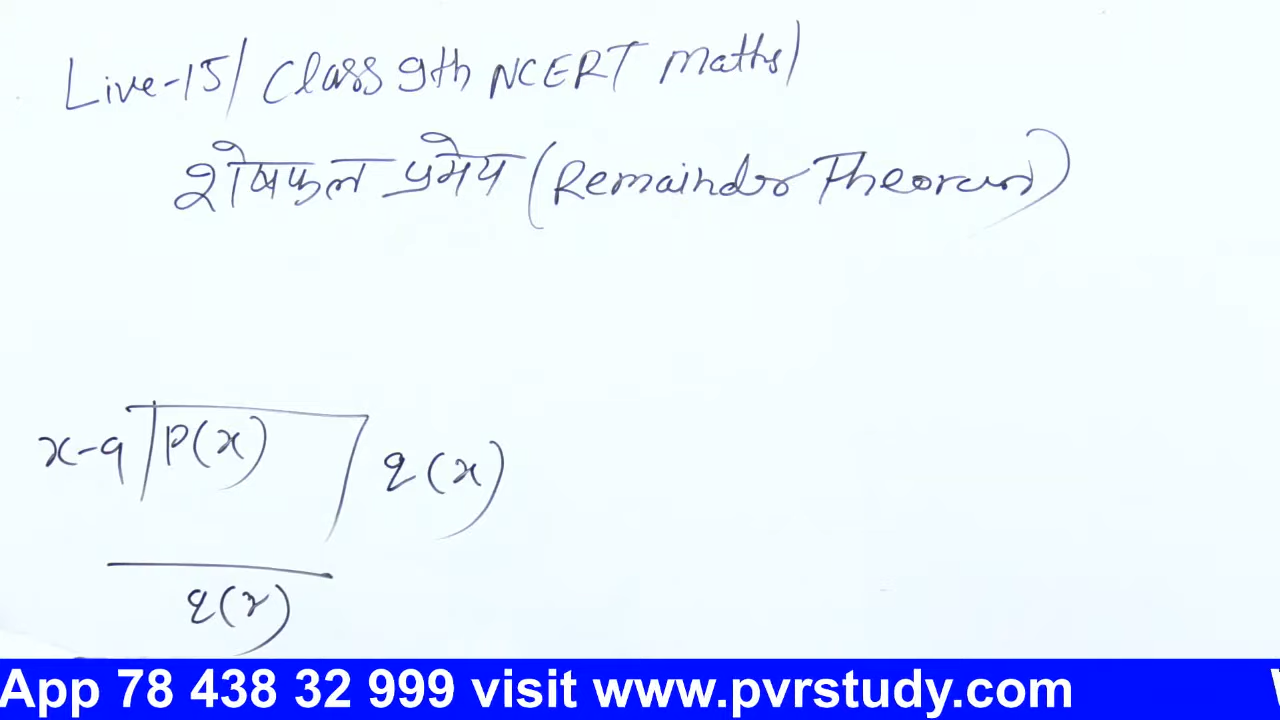 Live-15/ Class 9th NCERT Maths/
शेषफल प्रमेय (Remainder Theorem)
x-a P(x) q(x)
q(x)
App 78 438 32 999 visit www.pvrstudy.com